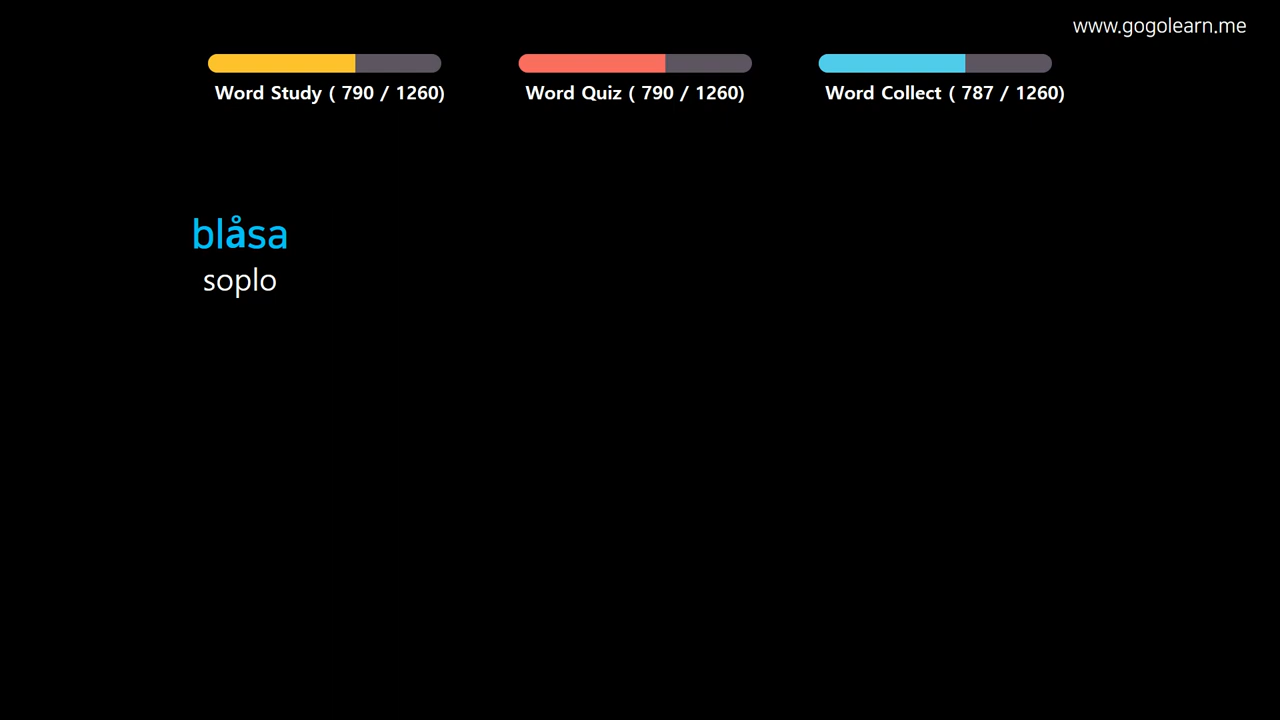 www.gogolearn.me
Word Study ( 790 / 1260)
Word Quiz ( 790 / 1260)
Word Collect ( 787 / 1260)
blåsa
soplo